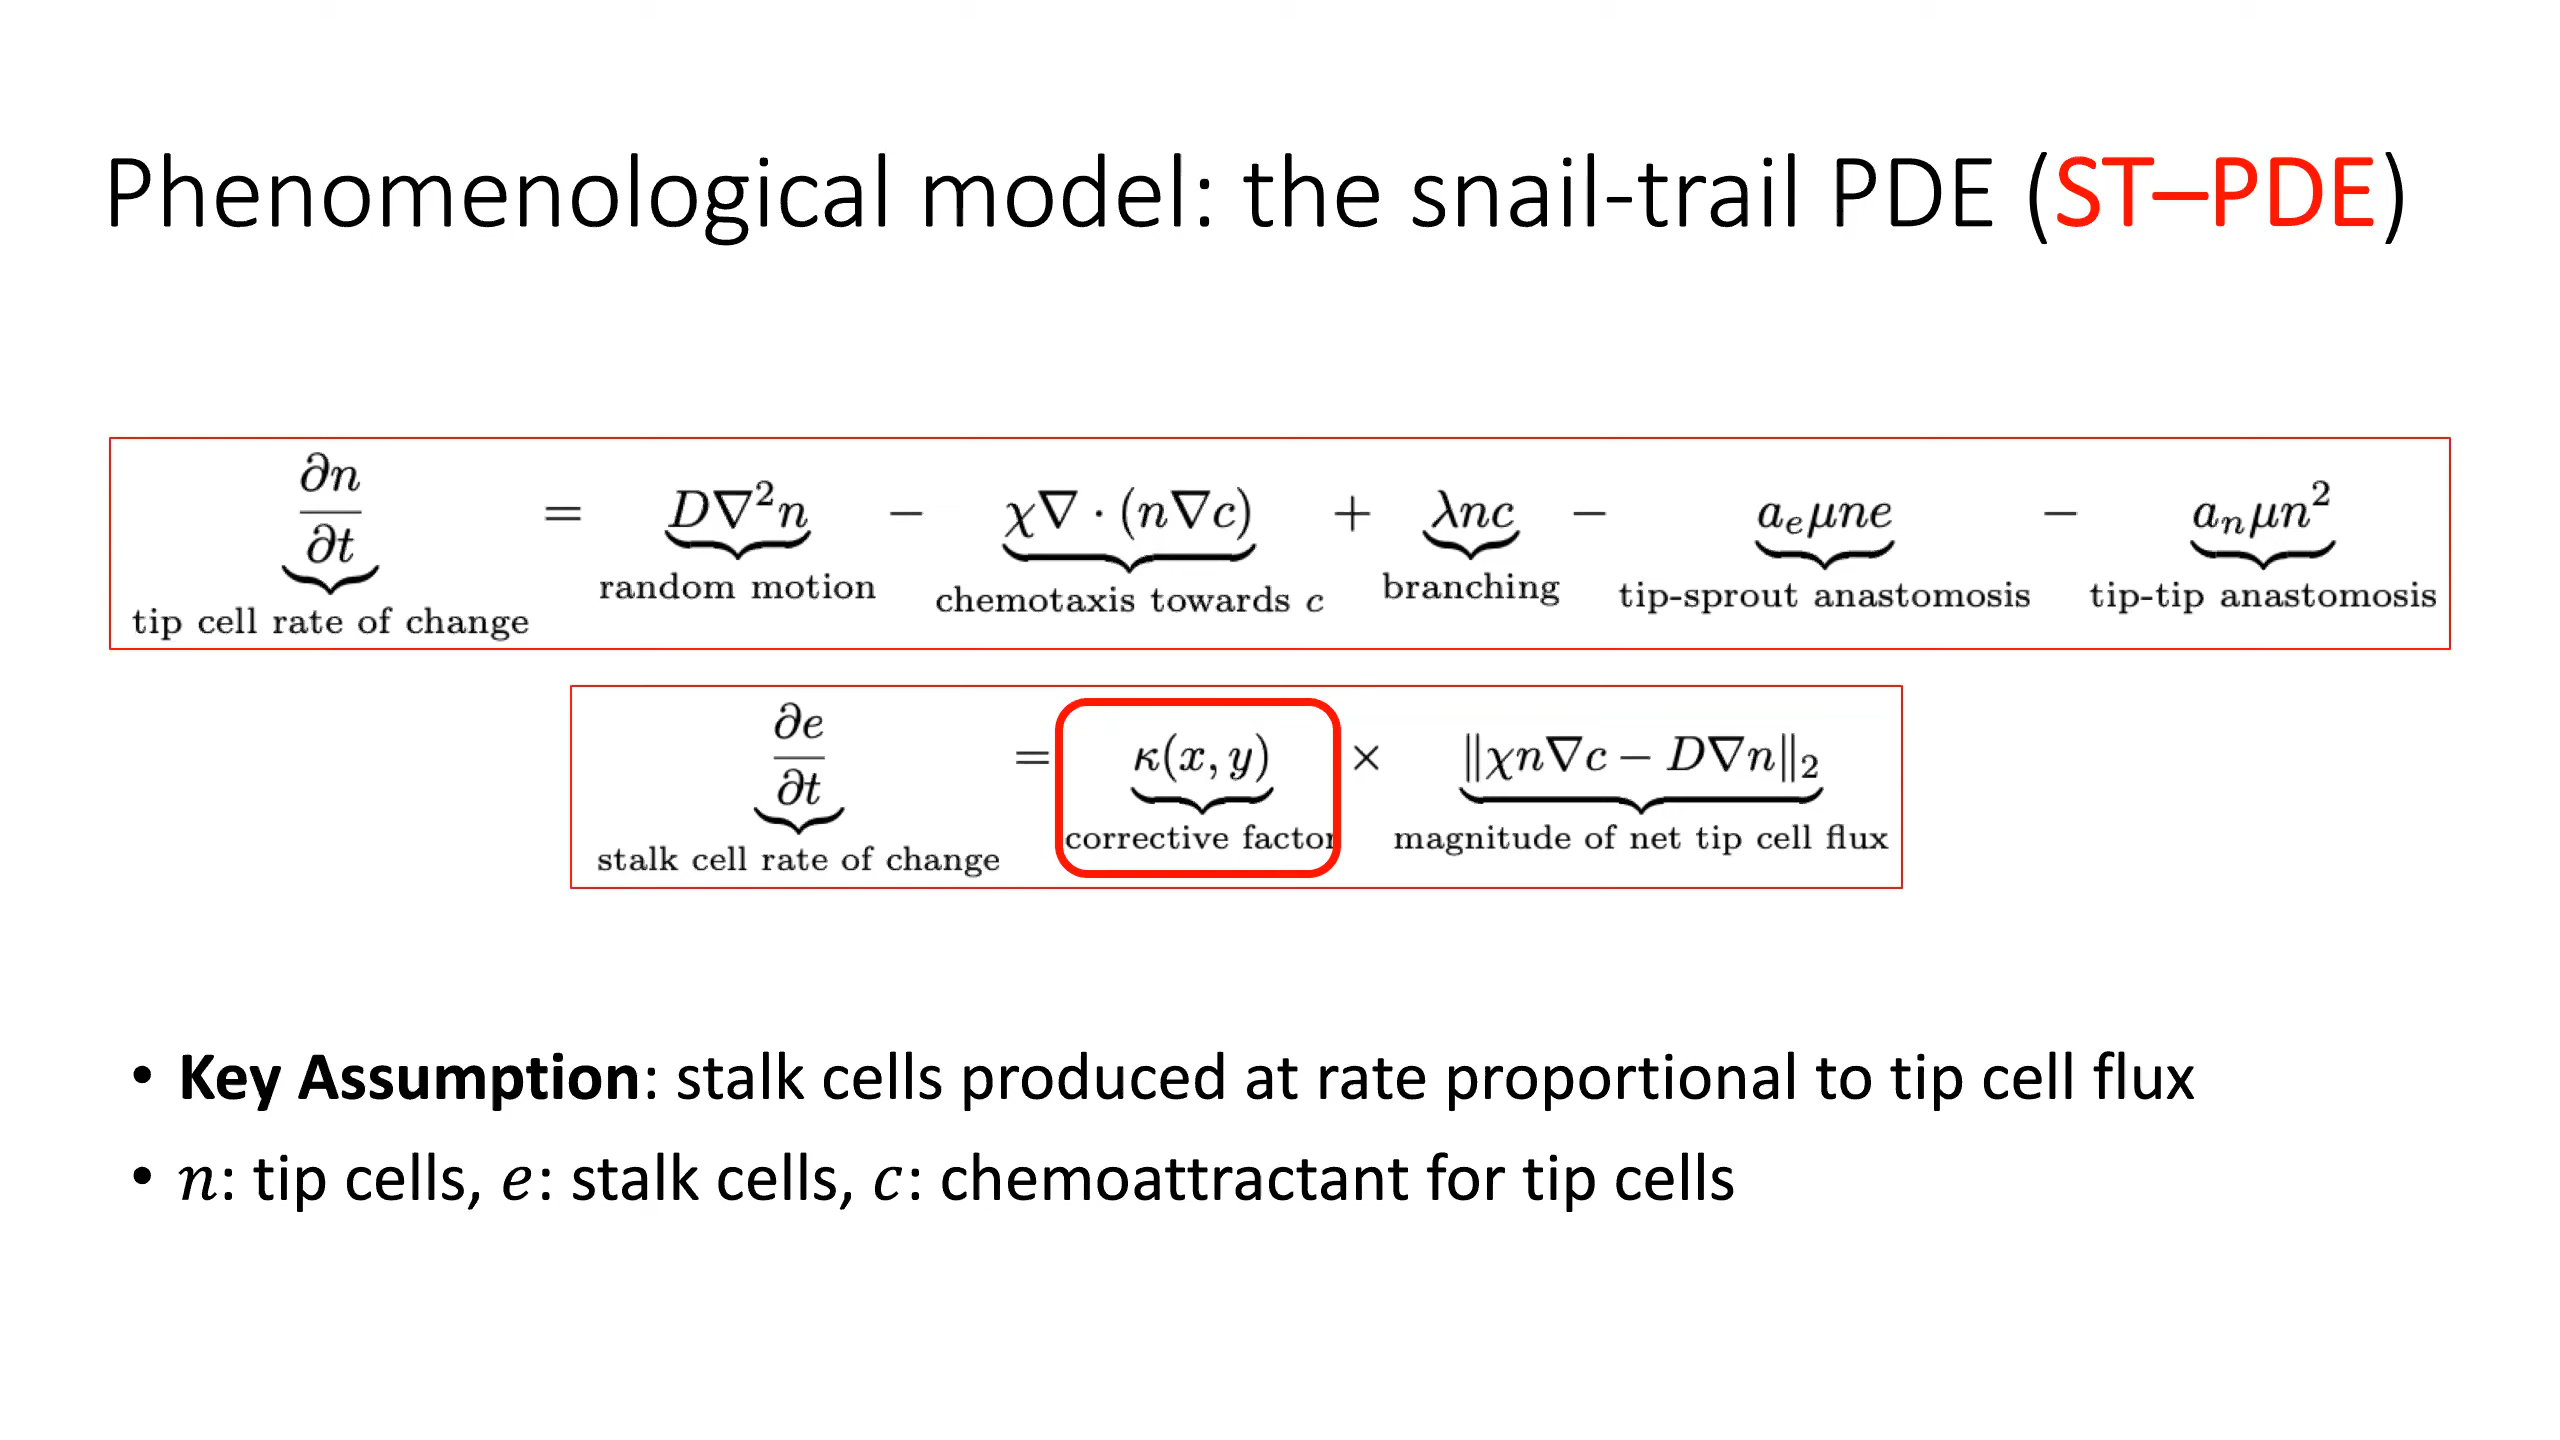 Phenomenological model: the snail-trail PDE (ST–PDE)
∂n/∂t = D∇²n − χ∇ · (n∇c) + λnc − aₑμne − aₙμn²
tip cell rate of change random motion chemotaxis towards c branching tip-sprout anastomosis tip-tip anastomosis
∂e/∂t = κ(x, y) × ‖χn∇c − D∇n‖₂
stalk cell rate of change corrective factor magnitude of net tip cell flux
• Key Assumption: stalk cells produced at rate proportional to tip cell flux
• n: tip cells, e: stalk cells, c: chemoattractant for tip cells